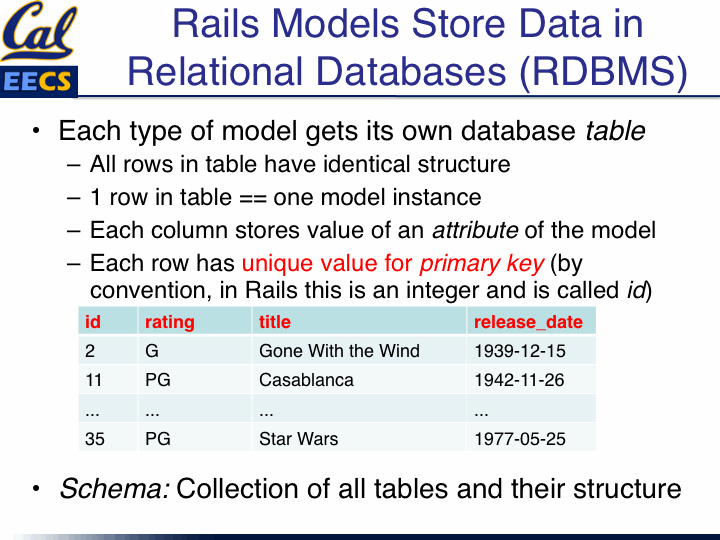 Cal
EECS
Rails Models Store Data in
Relational Databases (RDBMS)
• Each type of model gets its own database table
– All rows in table have identical structure
– 1 row in table == one model instance
– Each column stores value of an attribute of the model
– Each row has unique value for primary key (by
convention, in Rails this is an integer and is called id)
id rating title release_date
2 G Gone With the Wind 1939-12-15
11 PG Casablanca 1942-11-26
... ... ... ...
35 PG Star Wars 1977-05-25
• Schema: Collection of all tables and their structure